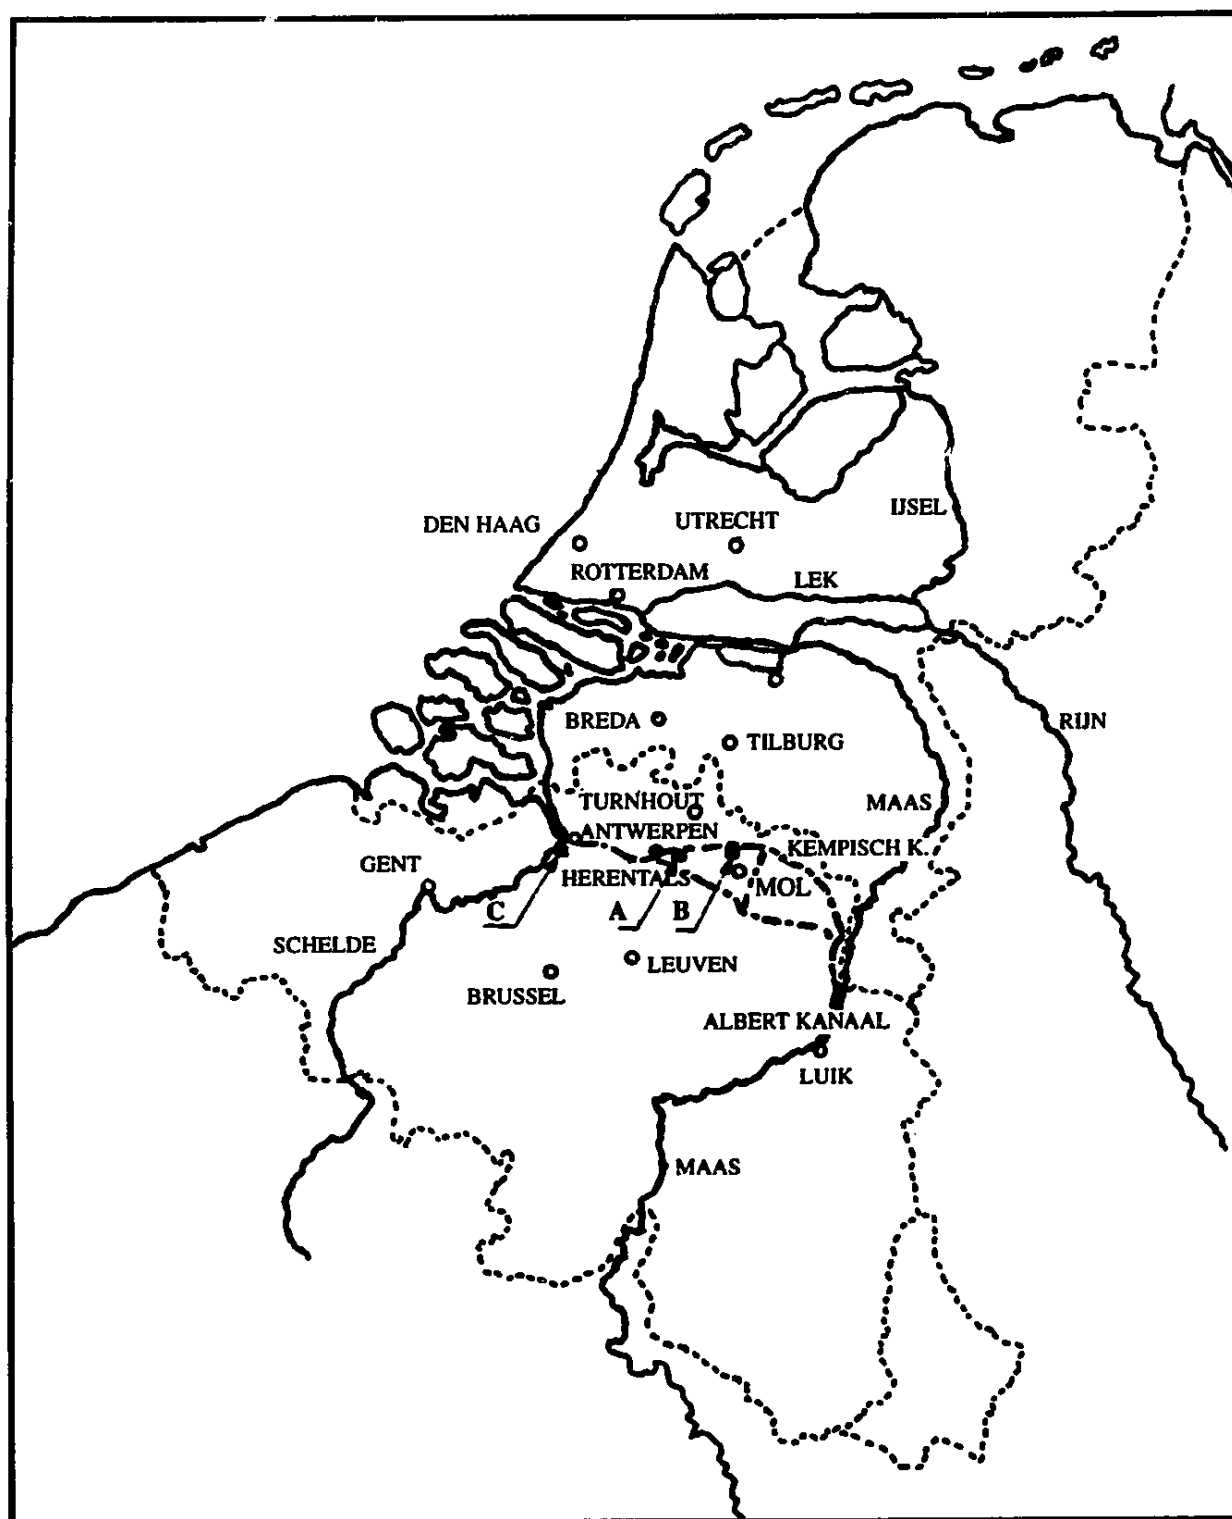 DEN HAAG
UTRECHT
IJSEL
ROTTERDAM
LEK
BREDA
TILBURG
RIJN
TURNHOUT
MAAS
ANTWERPEN
KEMPISCH K.
GENT
HERENTALS
MOL
C
A
B
SCHELDE
LEUVEN
BRUSSEL
ALBERT KANAAL
LUIK
MAAS